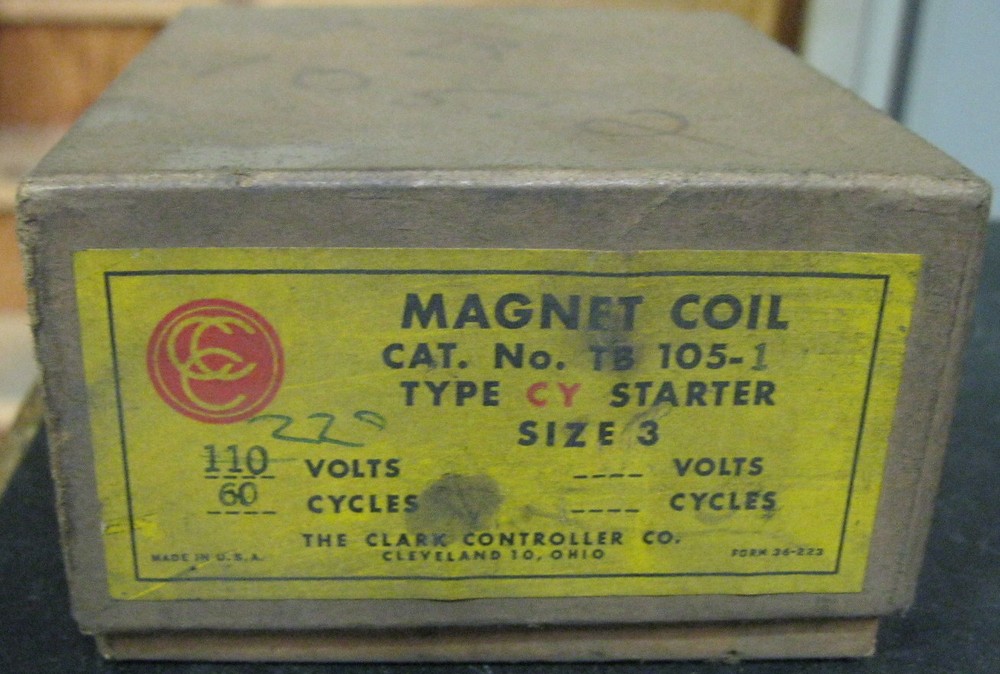 MAGNET COIL
CAT. No. TB 105-1
TYPE CY STARTER
SIZE 3
220
110 VOLTS ---- VOLTS
60 CYCLES ---- CYCLES
THE CLARK CONTROLLER CO.
MADE IN U.S.A. CLEVELAND 10, OHIO FORM 36-223